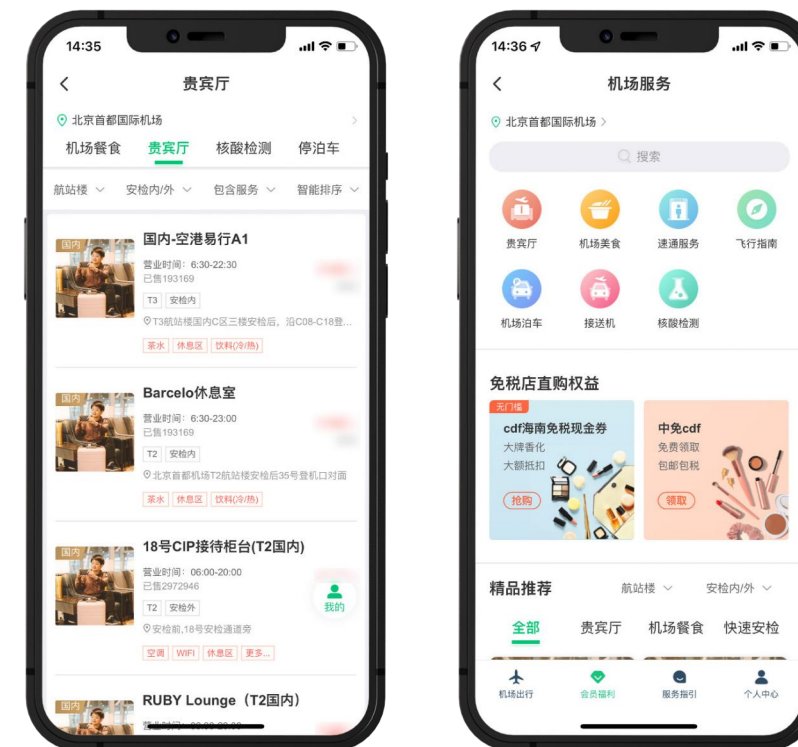 14:35
贵宾厅
北京首都国际机场
机场餐食 贵宾厅 核酸检测 停泊车
航站楼 安检内/外 包含服务 智能排序
国内
国内-空港易行A1
营业时间：6:30-22:30
已售193169
T3 安检内
T3航站楼国内C区三楼安检后，沿C08-C18登...
茶水 休息区 饮料(冷/热)
国内
Barcelo休息室
营业时间：6:30-23:00
已售193169
T2 安检内
北京首都机场T2航站楼安检后35号登机口对面
茶水 休息区 饮料(冷/热)
国内
18号CIP接待柜台(T2国内)
营业时间：06:00-20:00
已售2972946
T2 安检外
安检前,18号安检通道旁
空调 WIFI 休息区 更多...
我的
国内
RUBY Lounge（T2国内）
14:36
机场服务
北京首都国际机场
搜索
贵宾厅 机场美食 速通服务 飞行指南
机场泊车 接送机 核酸检测
免税店直购权益
无门槛
cdf海南免税现金券
大牌香化
大额抵扣
抢购
中免cdf
免费领取
包邮包税
领取
精品推荐 航站楼 安检内/外
全部 贵宾厅 机场餐食 快速安检
机场出行 会员福利 服务指引 个人中心